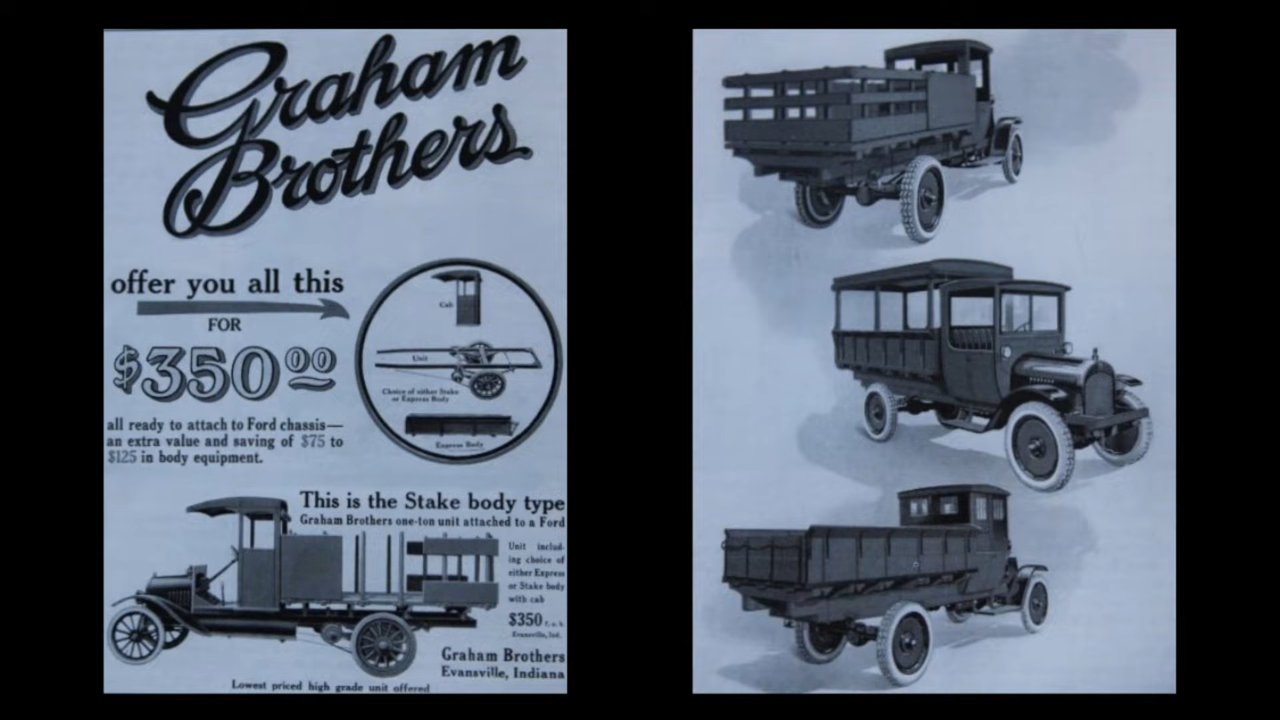 Graham
Brothers
offer you all this
FOR
$350.00
all ready to attach to Ford chassis—
an extra value and saving of $75 to
$125 in body equipment.
Cab
Unit
Choice of either Stake
or Express Body
Express Body
This is the Stake body type
Graham Brothers one-ton unit attached to a Ford
Unit includ-
ing choice of
either Express
or Stake body
with cab
$350 f. o. b.
Evansville, Ind.
Graham Brothers
Evansville, Indiana
Lowest priced high grade unit offered